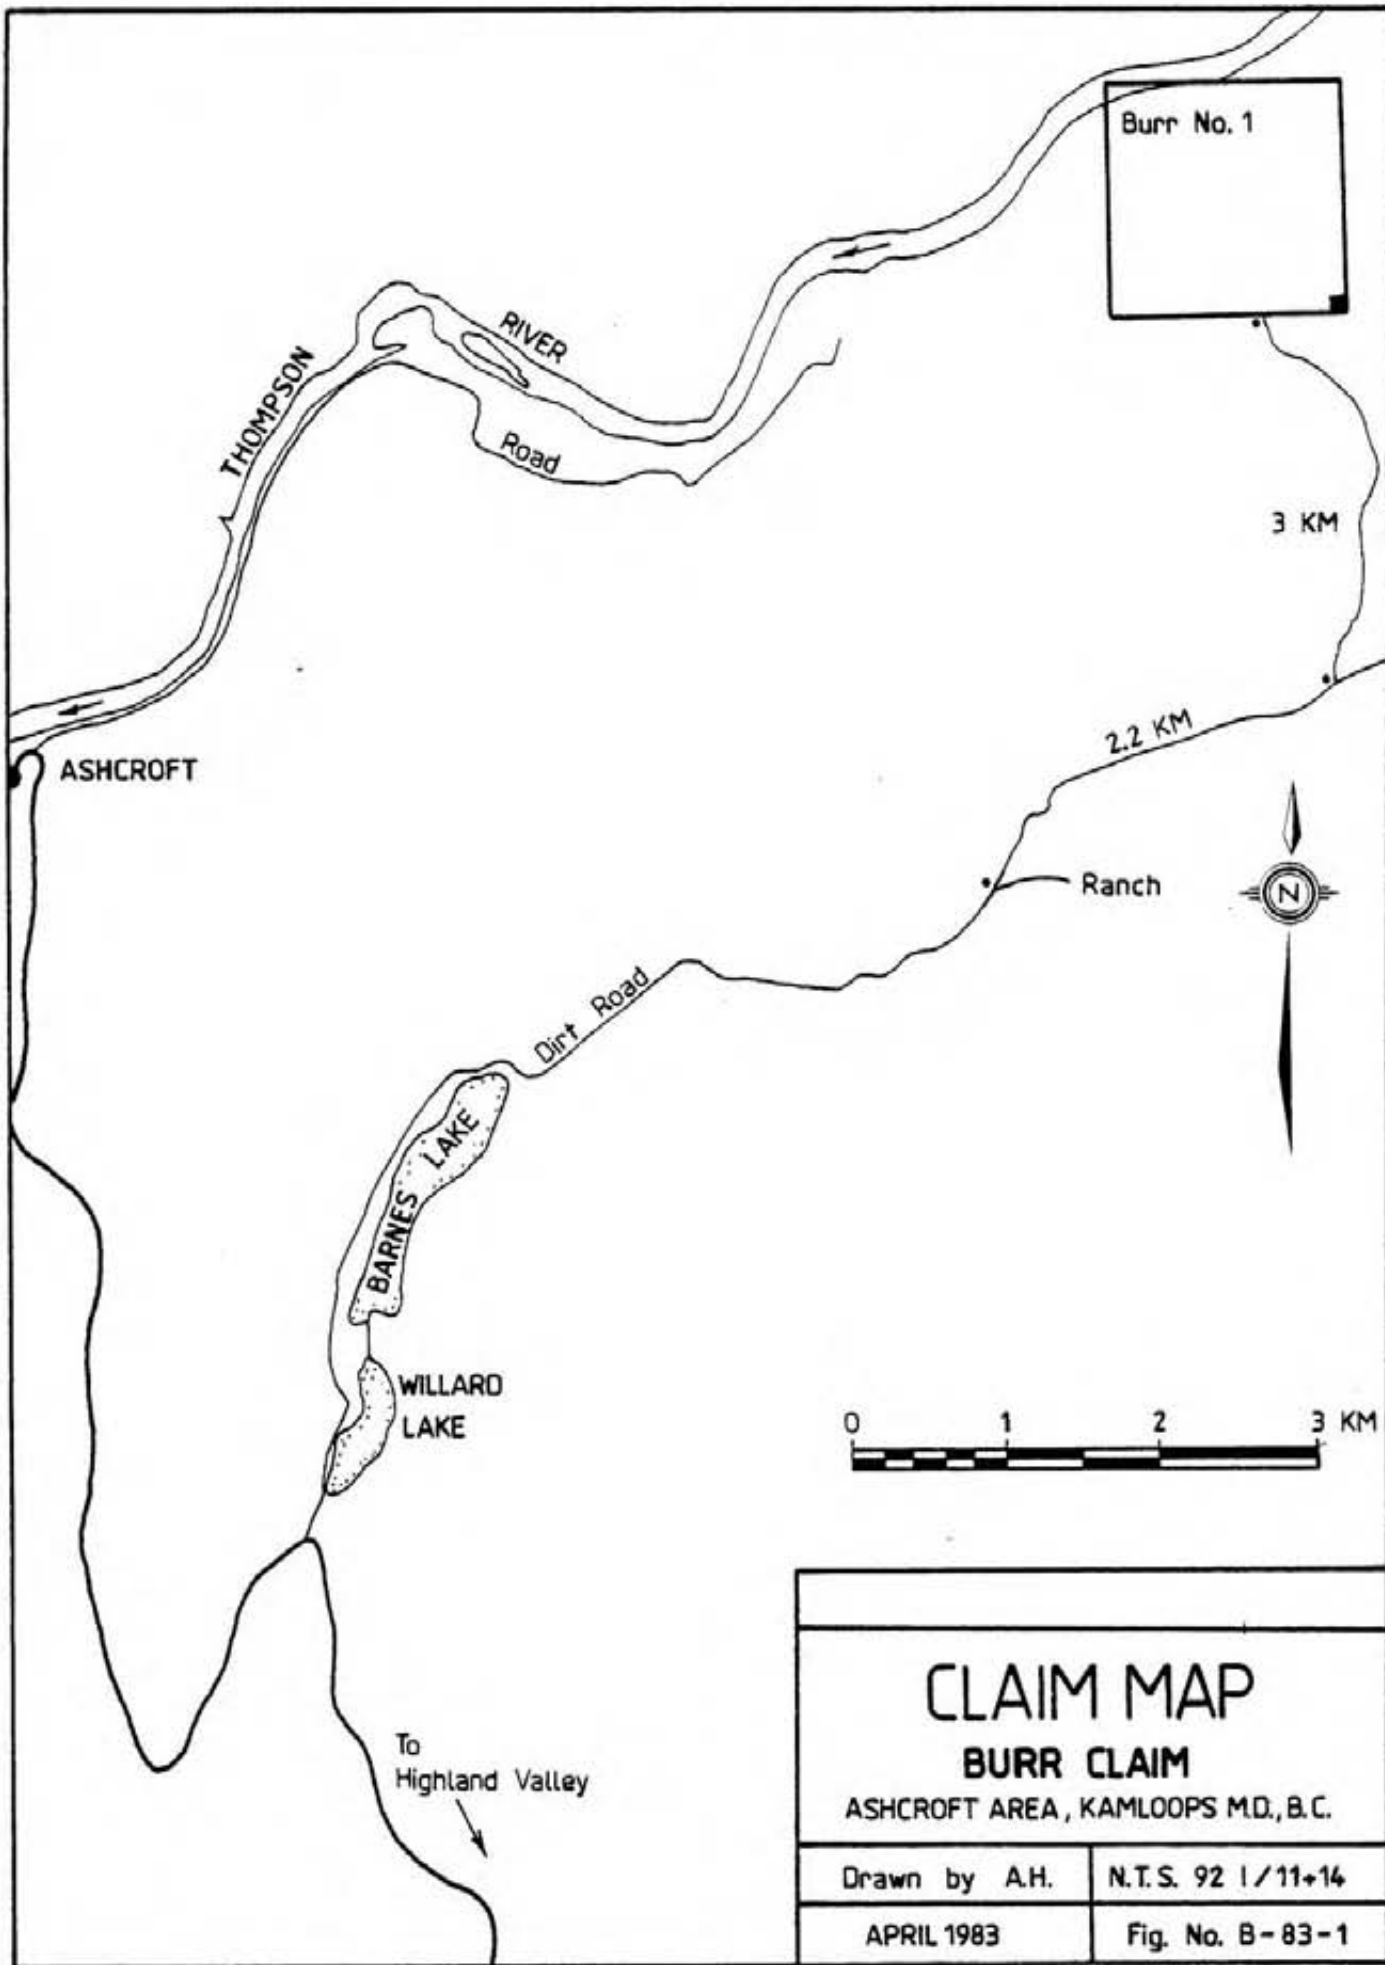 Burr No. 1
THOMPSON
RIVER
Road
3 KM
2.2 KM
ASHCROFT
Ranch
N
Dirt Road
BARNES
LAKE
WILLARD
LAKE
0 1 2 3 KM
To
Highland Valley
CLAIM MAP
BURR CLAIM
ASHCROFT AREA, KAMLOOPS M.D., B.C.
Drawn by A.H.
N.T.S. 92 I/11+14
APRIL 1983
Fig. No. B-83-1